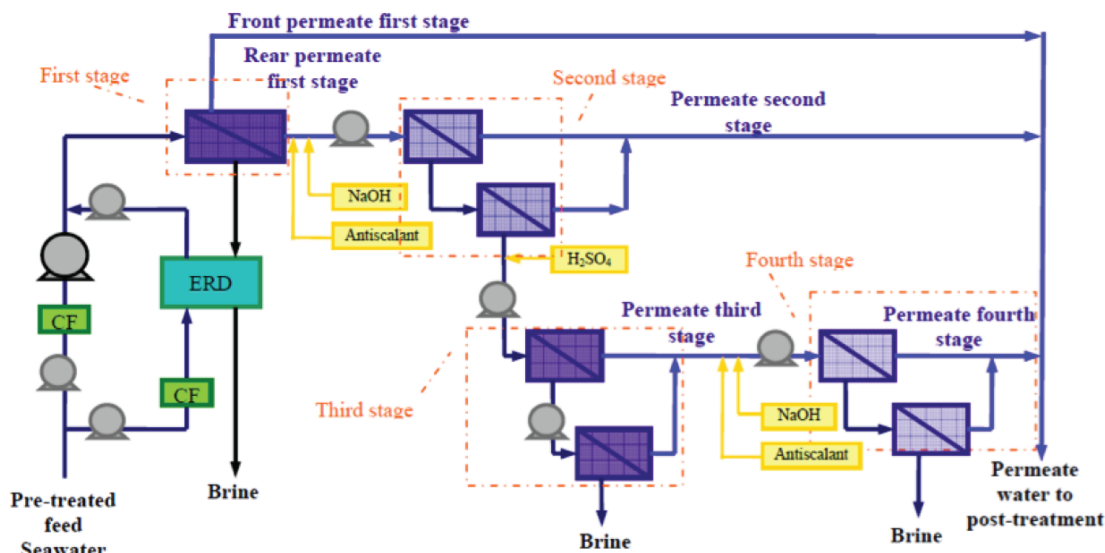 Front permeate first stage
Rear permeate
first stage
First stage
Second stage
Permeate second
stage
NaOH
Antiscalant
H2SO4
ERD
CF
CF
Fourth stage
Permeate third
stage
Permeate fourth
stage
Third stage
NaOH
Antiscalant
Pre-treated
feed
Seawater
Brine
Brine
Brine
Permeate
water to
post-treatment